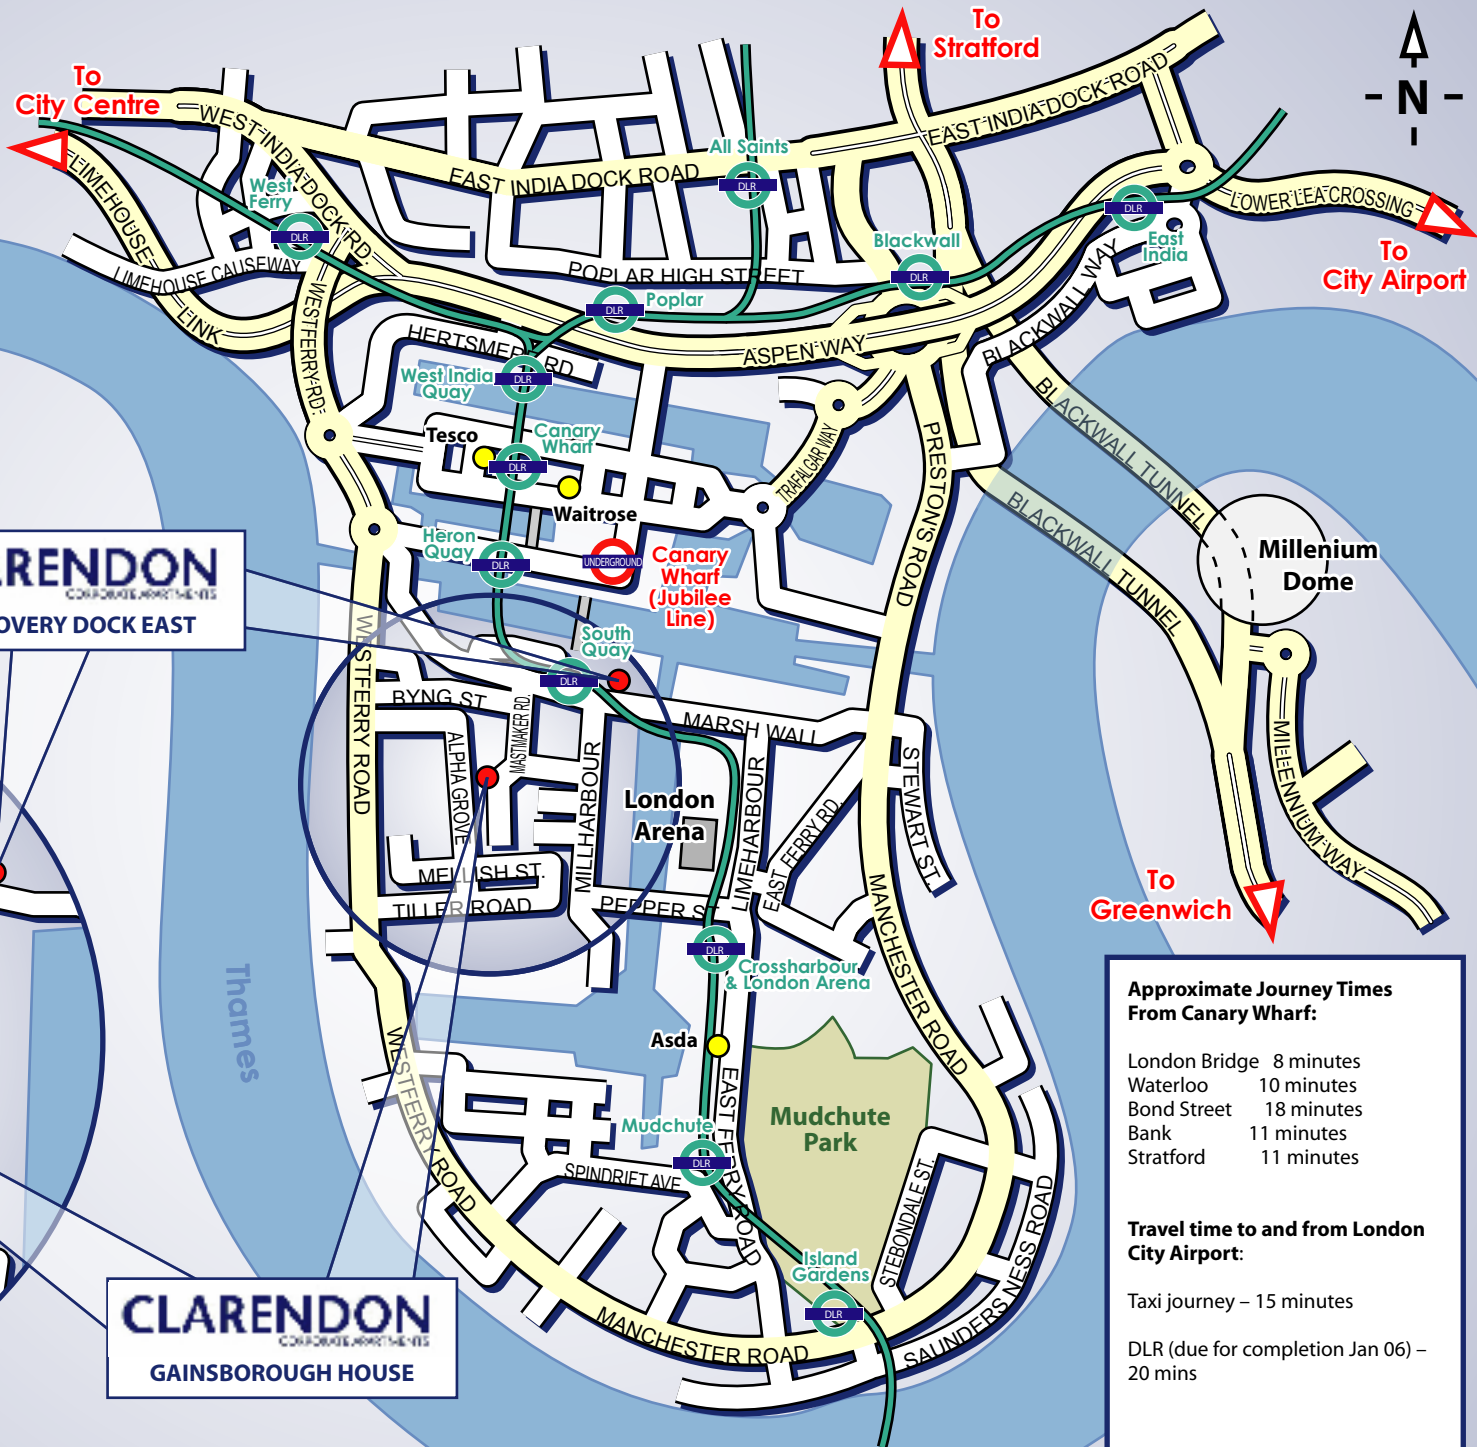 To
City Centre
To
Stratford
N
To
City Airport
To
Greenwich
WEST INDIA DOCK RD.
EAST INDIA DOCK ROAD
EAST INDIA DOCK ROAD
LIMEHOUSE LINK
LIMEHOUSE CAUSEWAY
WESTFERRY RD.
POPLAR HIGH STREET
ASPEN WAY
LOWER LEA CROSSING
BLACKWALL WAY
HERTSMERE RD
TRAFALGAR WAY
PRESTON'S ROAD
BLACKWALL TUNNEL
BLACKWALL TUNNEL
MILLENNIUM WAY
West
Ferry
DLR
All Saints
DLR
Poplar
DLR
Blackwall
DLR
East
India
DLR
West India
Quay
DLR
Canary
Wharf
DLR
Tesco
Waitrose
Heron
Quay
DLR
UNDERGROUND
Canary
Wharf
(Jubilee
Line)
South
Quay
DLR
Millenium
Dome
RENDON
CORPORATE APARTMENTS
OVERY DOCK EAST
WESTFERRY ROAD
BYNG ST
MASTMAKER RD.
ALPHA GROVE
MARSH WALL
MILLHARBOUR
LIMEHARBOUR
EAST FERRY RD.
STEWART ST.
London
Arena
MELLISH ST.
TILLER ROAD
PEPPER ST
DLR
Crossharbour
& London Arena
MANCHESTER ROAD
Thames
Asda
EAST FERRY ROAD
WESTFERRY ROAD
Mudchute
DLR
Mudchute
Park
SPINDRIFT AVE
STEBONDALE ST.
SAUNDERS NESS ROAD
Island
Gardens
DLR
MANCHESTER ROAD
CLARENDON
CORPORATE APARTMENTS
GAINSBOROUGH HOUSE
Approximate Journey Times
From Canary Wharf:
London Bridge 8 minutes
Waterloo 10 minutes
Bond Street 18 minutes
Bank 11 minutes
Stratford 11 minutes
Travel time to and from London
City Airport:
Taxi journey – 15 minutes
DLR (due for completion Jan 06) –
20 mins